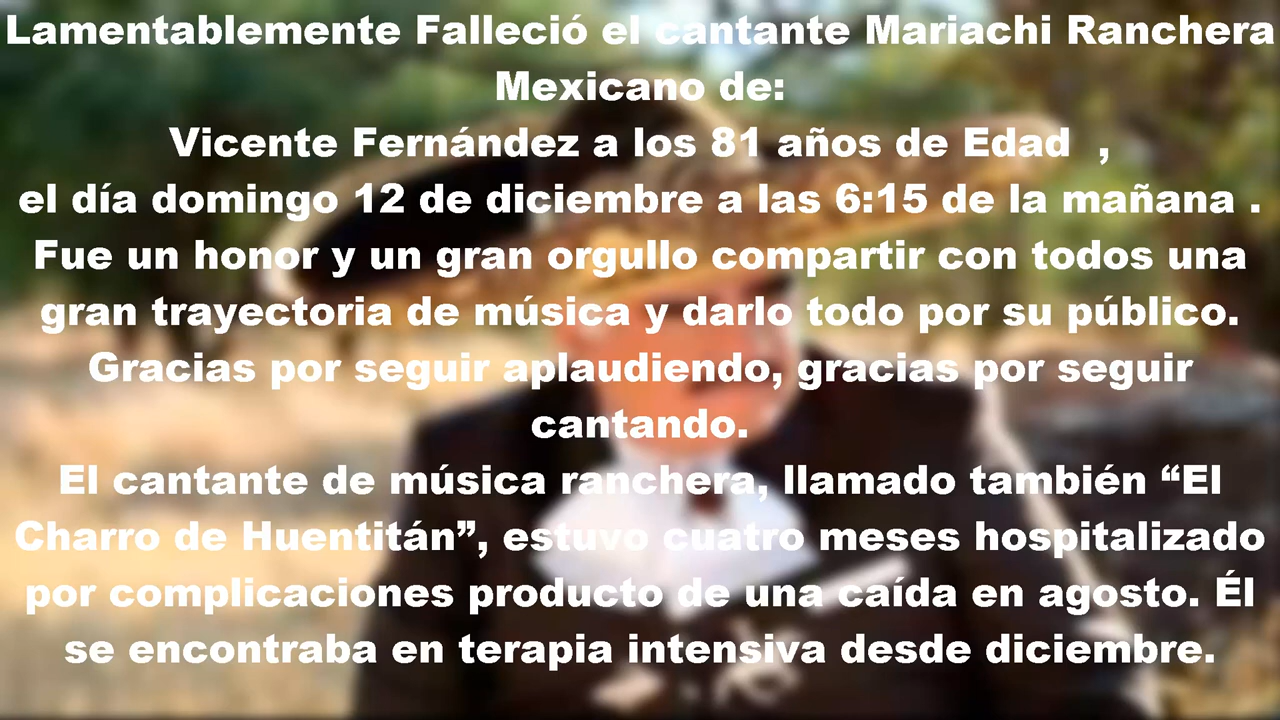 Lamentablemente Falleció el cantante Mariachi Ranchera
Mexicano de:
Vicente Fernández a los 81 años de Edad  ,
el día domingo 12 de diciembre a las 6:15 de la mañana .
Fue un honor y un gran orgullo compartir con todos una
gran trayectoria de música y darlo todo por su público.
Gracias por seguir aplaudiendo, gracias por seguir
cantando.
El cantante de música ranchera, llamado también “El
Charro de Huentitán”, estuvo cuatro meses hospitalizado
por complicaciones producto de una caída en agosto. Él
se encontraba en terapia intensiva desde diciembre.